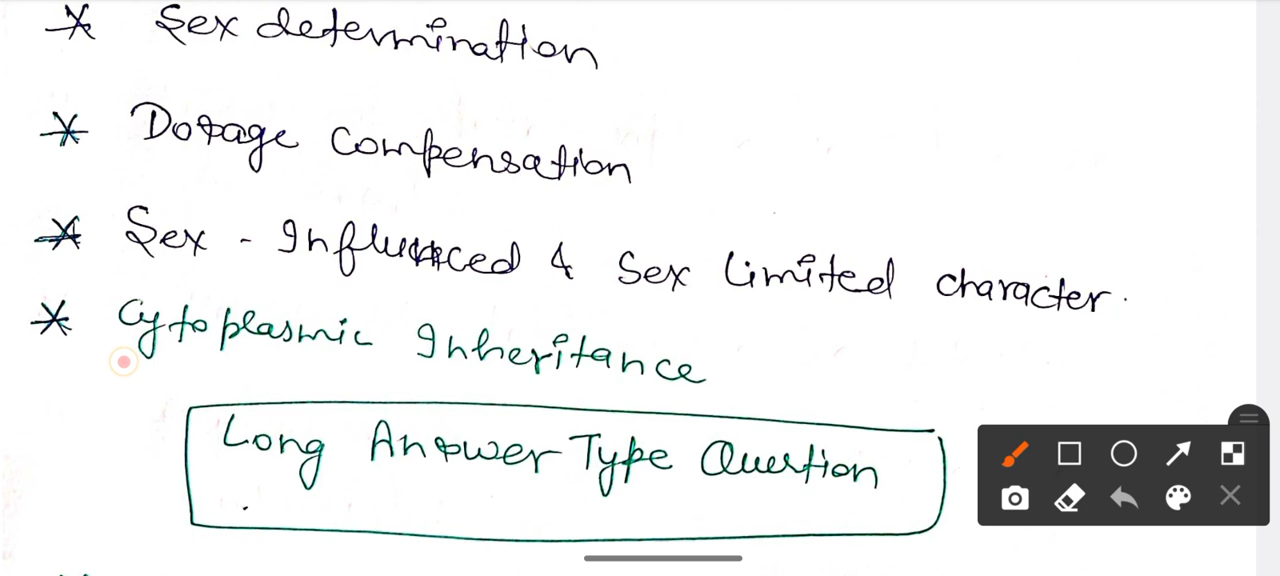 * Sex determination
* Dosage Compensation
* Sex - Influenced & Sex limited character.
* Cytoplasmic Inheritance
Long Answer Type Question